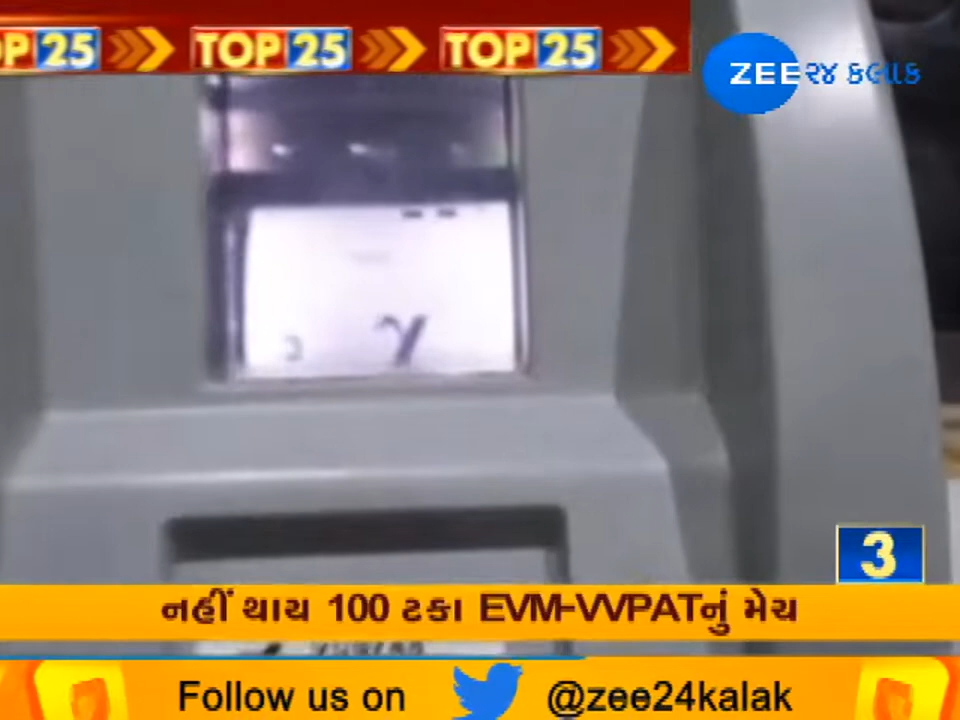 TOP 25 TOP 25 TOP 25
ZEE ૨૪ કલાક
3
નહીં થાય 100 ટકા EVM-VVPATનું મેચ
Follow us on @zee24kalak